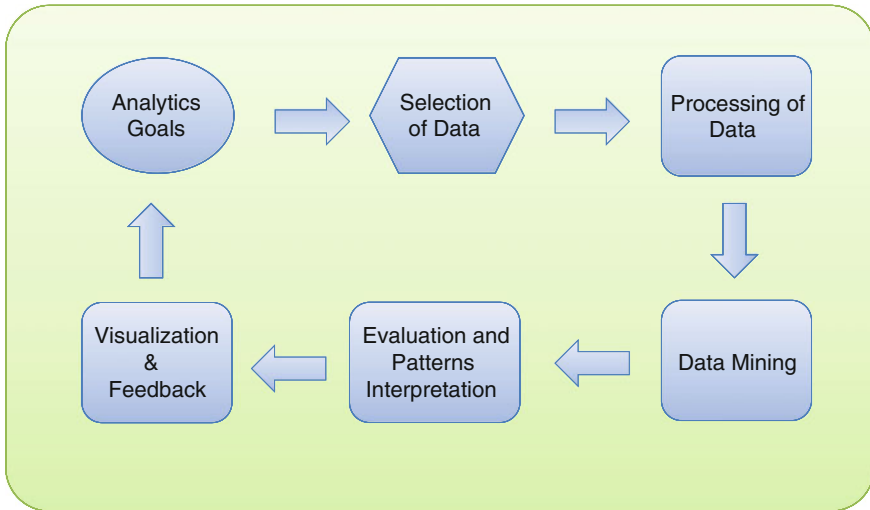 Analytics
Goals
Selection
of Data
Processing of
Data
Data Mining
Evaluation and
Patterns
Interpretation
Visualization
&
Feedback